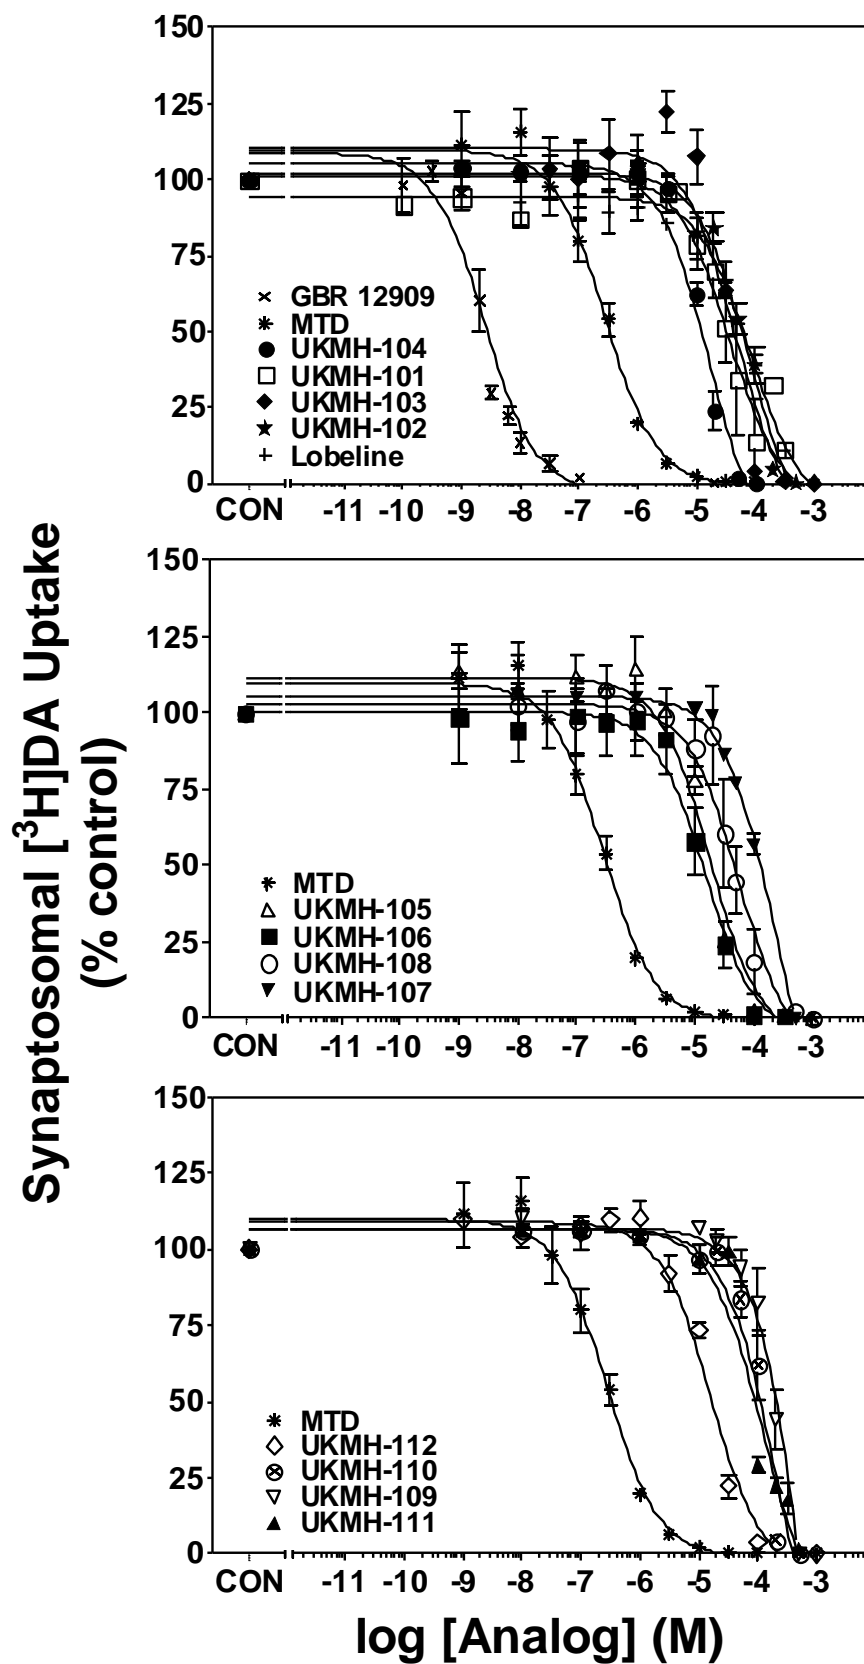 Synaptosomal [³H]DA Uptake
(% control)
150
125
100
75
50
25
0
GBR 12909
MTD
UKMH-104
UKMH-101
UKMH-103
UKMH-102
Lobeline
CON -11 -10 -9 -8 -7 -6 -5 -4 -3
150
125
100
75
50
25
0
MTD
UKMH-105
UKMH-106
UKMH-108
UKMH-107
CON -11 -10 -9 -8 -7 -6 -5 -4 -3
150
125
100
75
50
25
0
MTD
UKMH-112
UKMH-110
UKMH-109
UKMH-111
CON -11 -10 -9 -8 -7 -6 -5 -4 -3
log [Analog] (M)